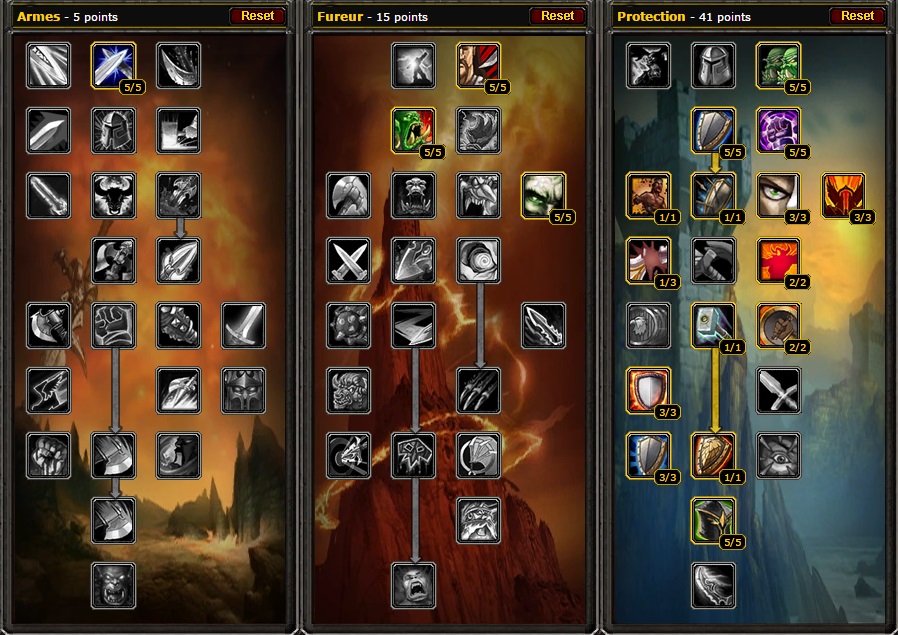 Armes - 5 points Reset Fureur - 15 points Reset Protection - 41 points Reset
5/5 5/5 5/5
5/5 5/5 5/5
5/5 1/1 1/1 3/3 3/3
1/3 2/2
1/1 2/2
3/3
3/3 1/1
5/5